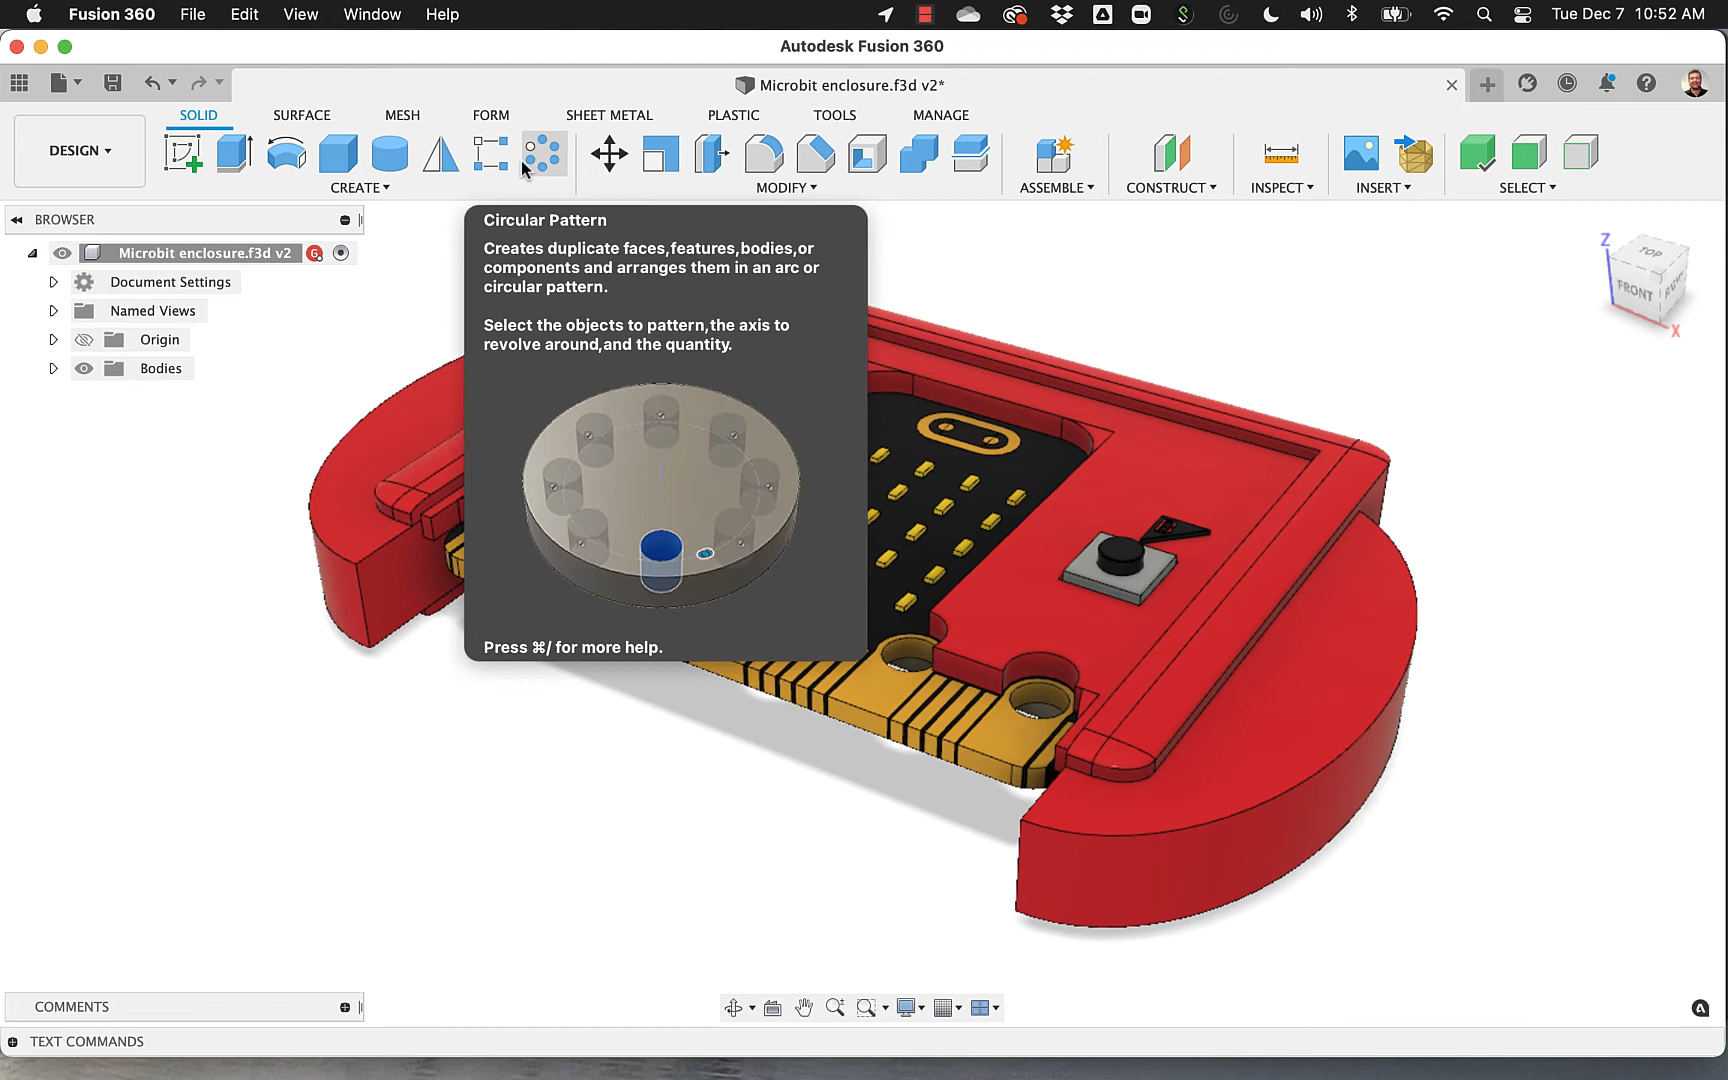 Fusion 360 File Edit View Window Help Tue Dec 7 10:52 AM
Autodesk Fusion 360
Microbit enclosure.f3d v2*
SOLID SURFACE MESH FORM SHEET METAL PLASTIC TOOLS MANAGE
DESIGN
CREATE MODIFY ASSEMBLE CONSTRUCT INSPECT INSERT SELECT
BROWSER
Microbit enclosure.f3d v2
Document Settings
Named Views
Origin
Bodies
Circular Pattern
Creates duplicate faces,features,bodies,or
components and arranges them in an arc or
circular pattern.
Select the objects to pattern,the axis to
revolve around,and the quantity.
Press ⌘/ for more help.
Z
TOP
FRONT
X
B
COMMENTS
TEXT COMMANDS